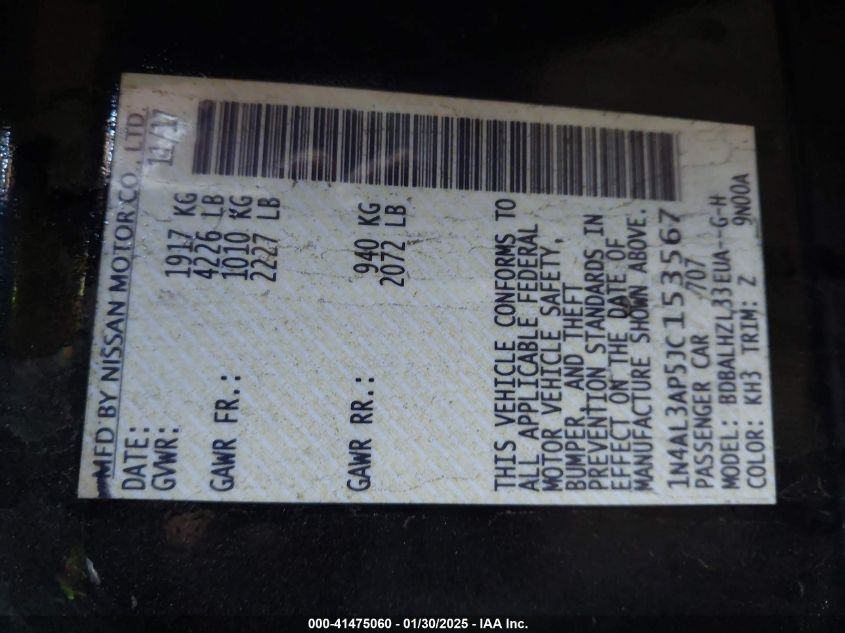 MFD BY NISSAN MOTOR CO., LTD.
DATE: 11/17
GVWR: 1917 KG
4226 LB
GAWR FR.: 1010 KG
2227 LB
GAWR RR.: 940 KG
2072 LB
THIS VEHICLE CONFORMS TO
ALL APPLICABLE FEDERAL
MOTOR VEHICLE SAFETY,
BUMPER, AND THEFT
PREVENTION STANDARDS IN
EFFECT ON THE DATE OF
MANUFACTURE SHOWN ABOVE.
1N4AL3AP5JC153567
PASSENGER CAR 707
MODEL: BDBALHZL33EUA--G-H
COLOR: KH3 TRIM: Z 9N00A
000-41475060 - 01/30/2025 - IAA Inc.